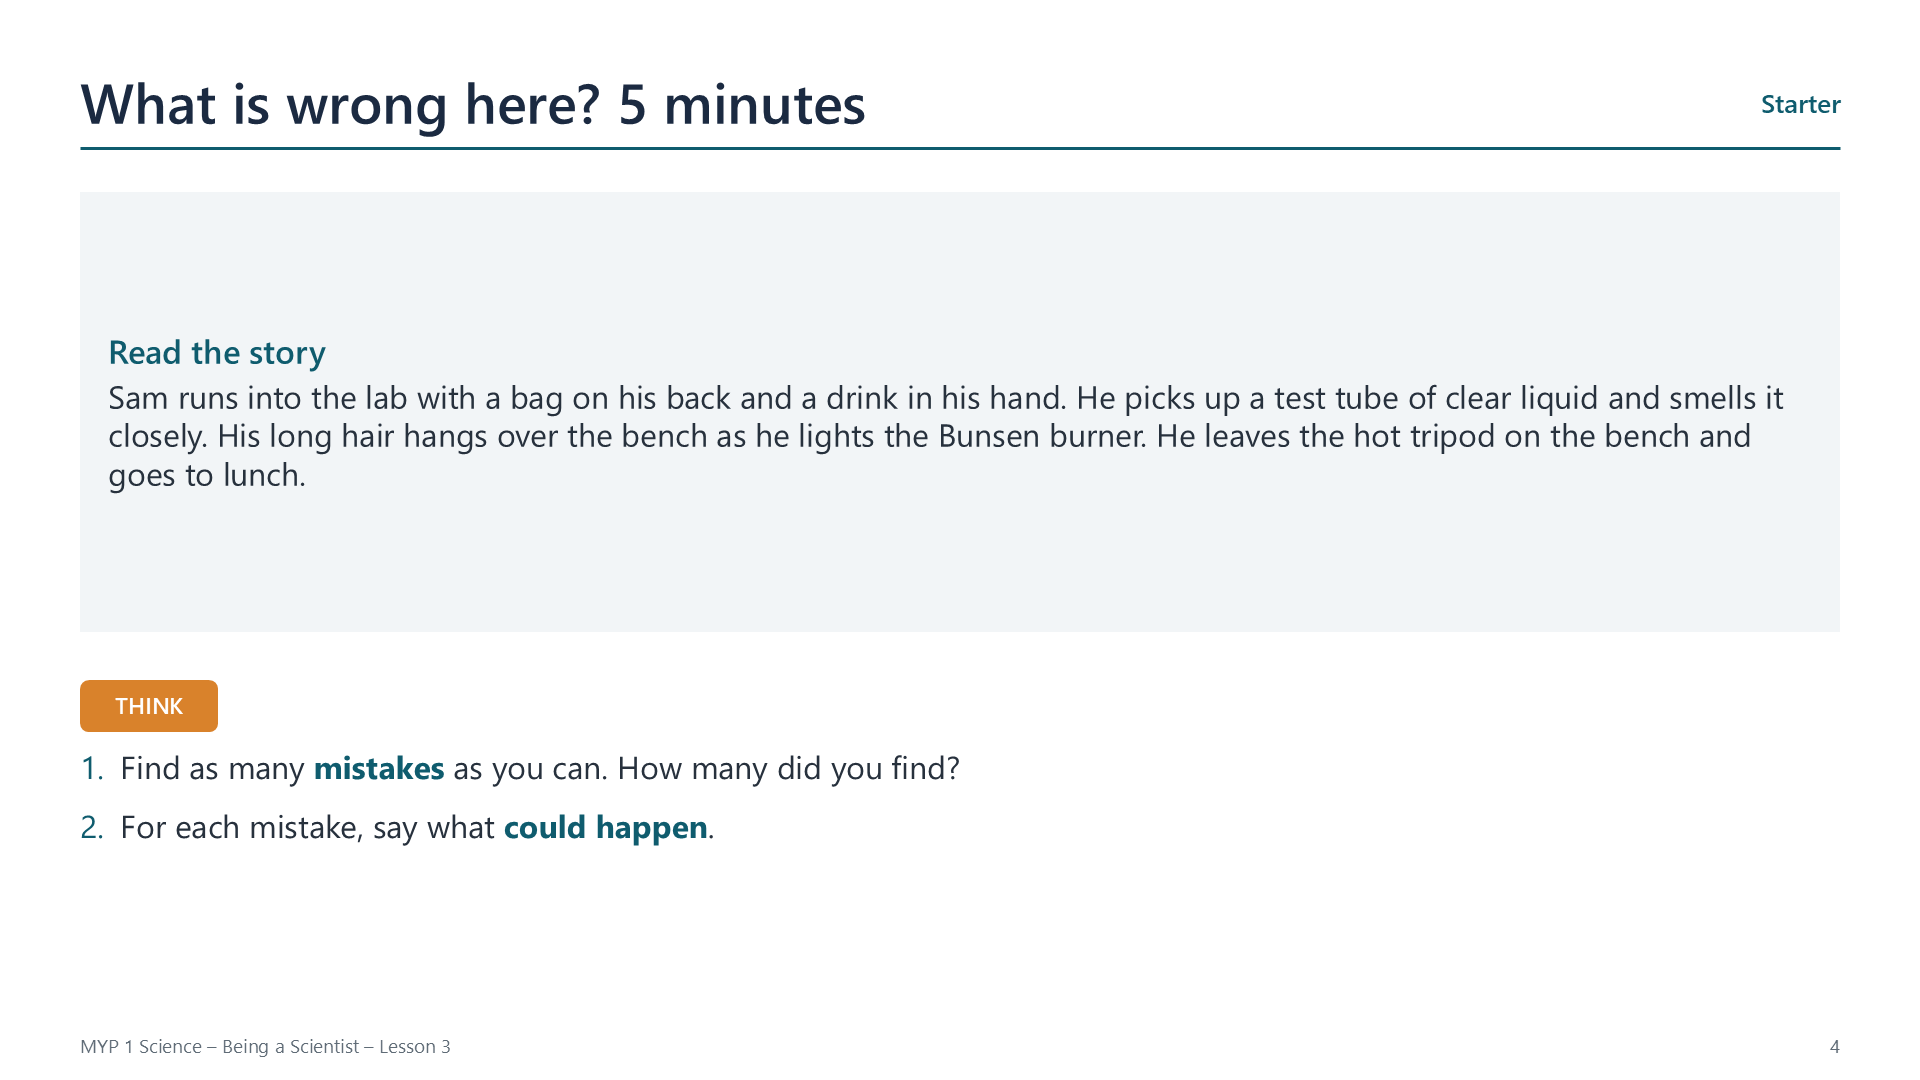 What is wrong here? 5 minutes
Starter
Read the story
Sam runs into the lab with a bag on his back and a drink in his hand. He picks up a test tube of clear liquid and smells it
closely. His long hair hangs over the bench as he lights the Bunsen burner. He leaves the hot tripod on the bench and
goes to lunch.
THINK
1. Find as many mistakes as you can. How many did you find?
2. For each mistake, say what could happen.
MYP 1 Science – Being a Scientist – Lesson 3
4